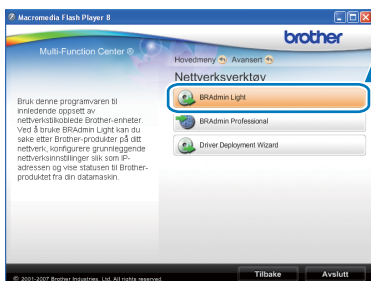 Macromedia Flash Player 8
brother
Multi-Function Center ®
Hovedmeny Avansert
Nettverksverktøy
BRAdmin Light
BRAdmin Professional
Driver Deployment Wizard
Bruk denne programvaren til
innledende oppsett av
nettverkstilkoblede Brother-enheter.
Ved å bruke BRAdmin Light kan du
søke etter Brother-produkter på ditt
nettverk, konfigurere grunnleggende
nettverksinnstillinger slik som IP-
adressen og vise statusen til Brother-
produktet fra din datamaskin.
© 2001-2007 Brother Industries, Ltd. All rights reserved.
Tilbake
Avslutt